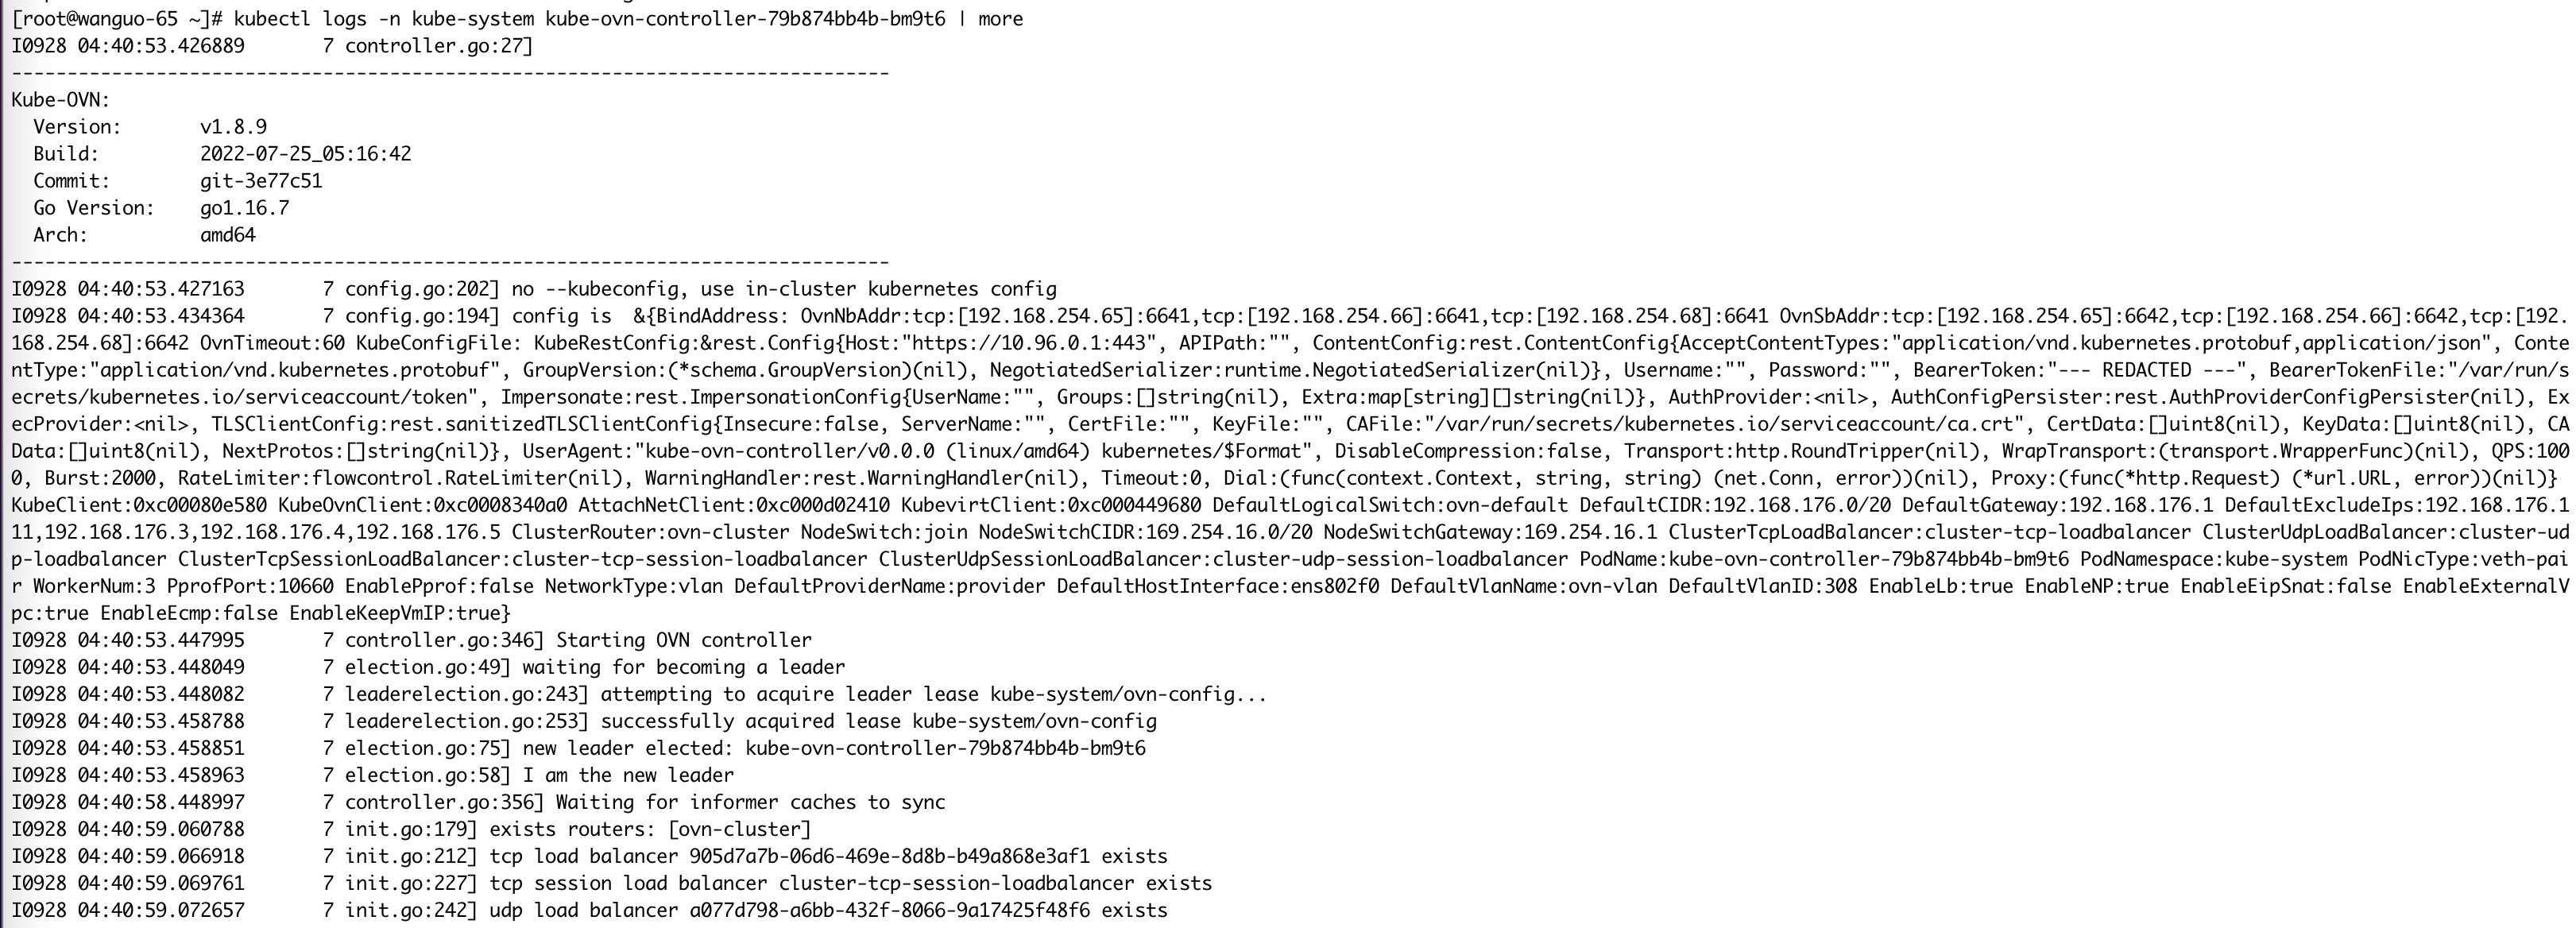 [root@wanguo-65 ~]# kubectl logs -n kube-system kube-ovn-controller-79b874bb4b-bm9t6 | more
I0928 04:40:53.426889       7 controller.go:27]
-------------------------------------------------------------------------------
Kube-OVN:
  Version:       v1.8.9
  Build:         2022-07-25_05:16:42
  Commit:        git-3e77c51
  Go Version:    go1.16.7
  Arch:          amd64
-------------------------------------------------------------------------------
I0928 04:40:53.427163       7 config.go:202] no --kubeconfig, use in-cluster kubernetes config
I0928 04:40:53.434364       7 config.go:194] config is  &{BindAddress: OvnNbAddr:tcp:[192.168.254.65]:6641,tcp:[192.168.254.66]:6641,tcp:[192.168.254.68]:6641 OvnSbAddr:tcp:[192.168.254.65]:6642,tcp:[192.168.254.66]:6642,tcp:[192.
168.254.68]:6642 OvnTimeout:60 KubeConfigFile: KubeRestConfig:&rest.Config{Host:"https://10.96.0.1:443", APIPath:"", ContentConfig:rest.ContentConfig{AcceptContentTypes:"application/vnd.kubernetes.protobuf,application/json", Conte
ntType:"application/vnd.kubernetes.protobuf", GroupVersion:(*schema.GroupVersion)(nil), NegotiatedSerializer:runtime.NegotiatedSerializer(nil)}, Username:"", Password:"", BearerToken:"--- REDACTED ---", BearerTokenFile:"/var/run/s
ecrets/kubernetes.io/serviceaccount/token", Impersonate:rest.ImpersonationConfig{UserName:"", Groups:[]string(nil), Extra:map[string][]string(nil)}, AuthProvider:<nil>, AuthConfigPersister:rest.AuthProviderConfigPersister(nil), Ex
ecProvider:<nil>, TLSClientConfig:rest.sanitizedTLSClientConfig{Insecure:false, ServerName:"", CertFile:"", KeyFile:"", CAFile:"/var/run/secrets/kubernetes.io/serviceaccount/ca.crt", CertData:[]uint8(nil), KeyData:[]uint8(nil), CA
Data:[]uint8(nil), NextProtos:[]string(nil)}, UserAgent:"kube-ovn-controller/v0.0.0 (linux/amd64) kubernetes/$Format", DisableCompression:false, Transport:http.RoundTripper(nil), WrapTransport:(transport.WrapperFunc)(nil), QPS:100
0, Burst:2000, RateLimiter:flowcontrol.RateLimiter(nil), WarningHandler:rest.WarningHandler(nil), Timeout:0, Dial:(func(context.Context, string, string) (net.Conn, error))(nil), Proxy:(func(*http.Request) (*url.URL, error))(nil)}
KubeClient:0xc00080e580 KubeOvnClient:0xc0008340a0 AttachNetClient:0xc000d02410 KubevirtClient:0xc000449680 DefaultLogicalSwitch:ovn-default DefaultCIDR:192.168.176.0/20 DefaultGateway:192.168.176.1 DefaultExcludeIps:192.168.176.1
11,192.168.176.3,192.168.176.4,192.168.176.5 ClusterRouter:ovn-cluster NodeSwitch:join NodeSwitchCIDR:169.254.16.0/20 NodeSwitchGateway:169.254.16.1 ClusterTcpLoadBalancer:cluster-tcp-loadbalancer ClusterUdpLoadBalancer:cluster-ud
p-loadbalancer ClusterTcpSessionLoadBalancer:cluster-tcp-session-loadbalancer ClusterUdpSessionLoadBalancer:cluster-udp-session-loadbalancer PodName:kube-ovn-controller-79b874bb4b-bm9t6 PodNamespace:kube-system PodNicType:veth-pai
r WorkerNum:3 PprofPort:10660 EnablePprof:false NetworkType:vlan DefaultProviderName:provider DefaultHostInterface:ens802f0 DefaultVlanName:ovn-vlan DefaultVlanID:308 EnableLb:true EnableNP:true EnableEipSnat:false EnableExternalV
pc:true EnableEcmp:false EnableKeepVmIP:true}
I0928 04:40:53.447995       7 controller.go:346] Starting OVN controller
I0928 04:40:53.448049       7 election.go:49] waiting for becoming a leader
I0928 04:40:53.448082       7 leaderelection.go:243] attempting to acquire leader lease kube-system/ovn-config...
I0928 04:40:53.458788       7 leaderelection.go:253] successfully acquired lease kube-system/ovn-config
I0928 04:40:53.458851       7 election.go:75] new leader elected: kube-ovn-controller-79b874bb4b-bm9t6
I0928 04:40:53.458963       7 election.go:58] I am the new leader
I0928 04:40:58.448997       7 controller.go:356] Waiting for informer caches to sync
I0928 04:40:59.060788       7 init.go:179] exists routers: [ovn-cluster]
I0928 04:40:59.066918       7 init.go:212] tcp load balancer 905d7a7b-06d6-469e-8d8b-b49a868e3af1 exists
I0928 04:40:59.069761       7 init.go:227] tcp session load balancer cluster-tcp-session-loadbalancer exists
I0928 04:40:59.072657       7 init.go:242] udp load balancer a077d798-a6bb-432f-8066-9a17425f48f6 exists